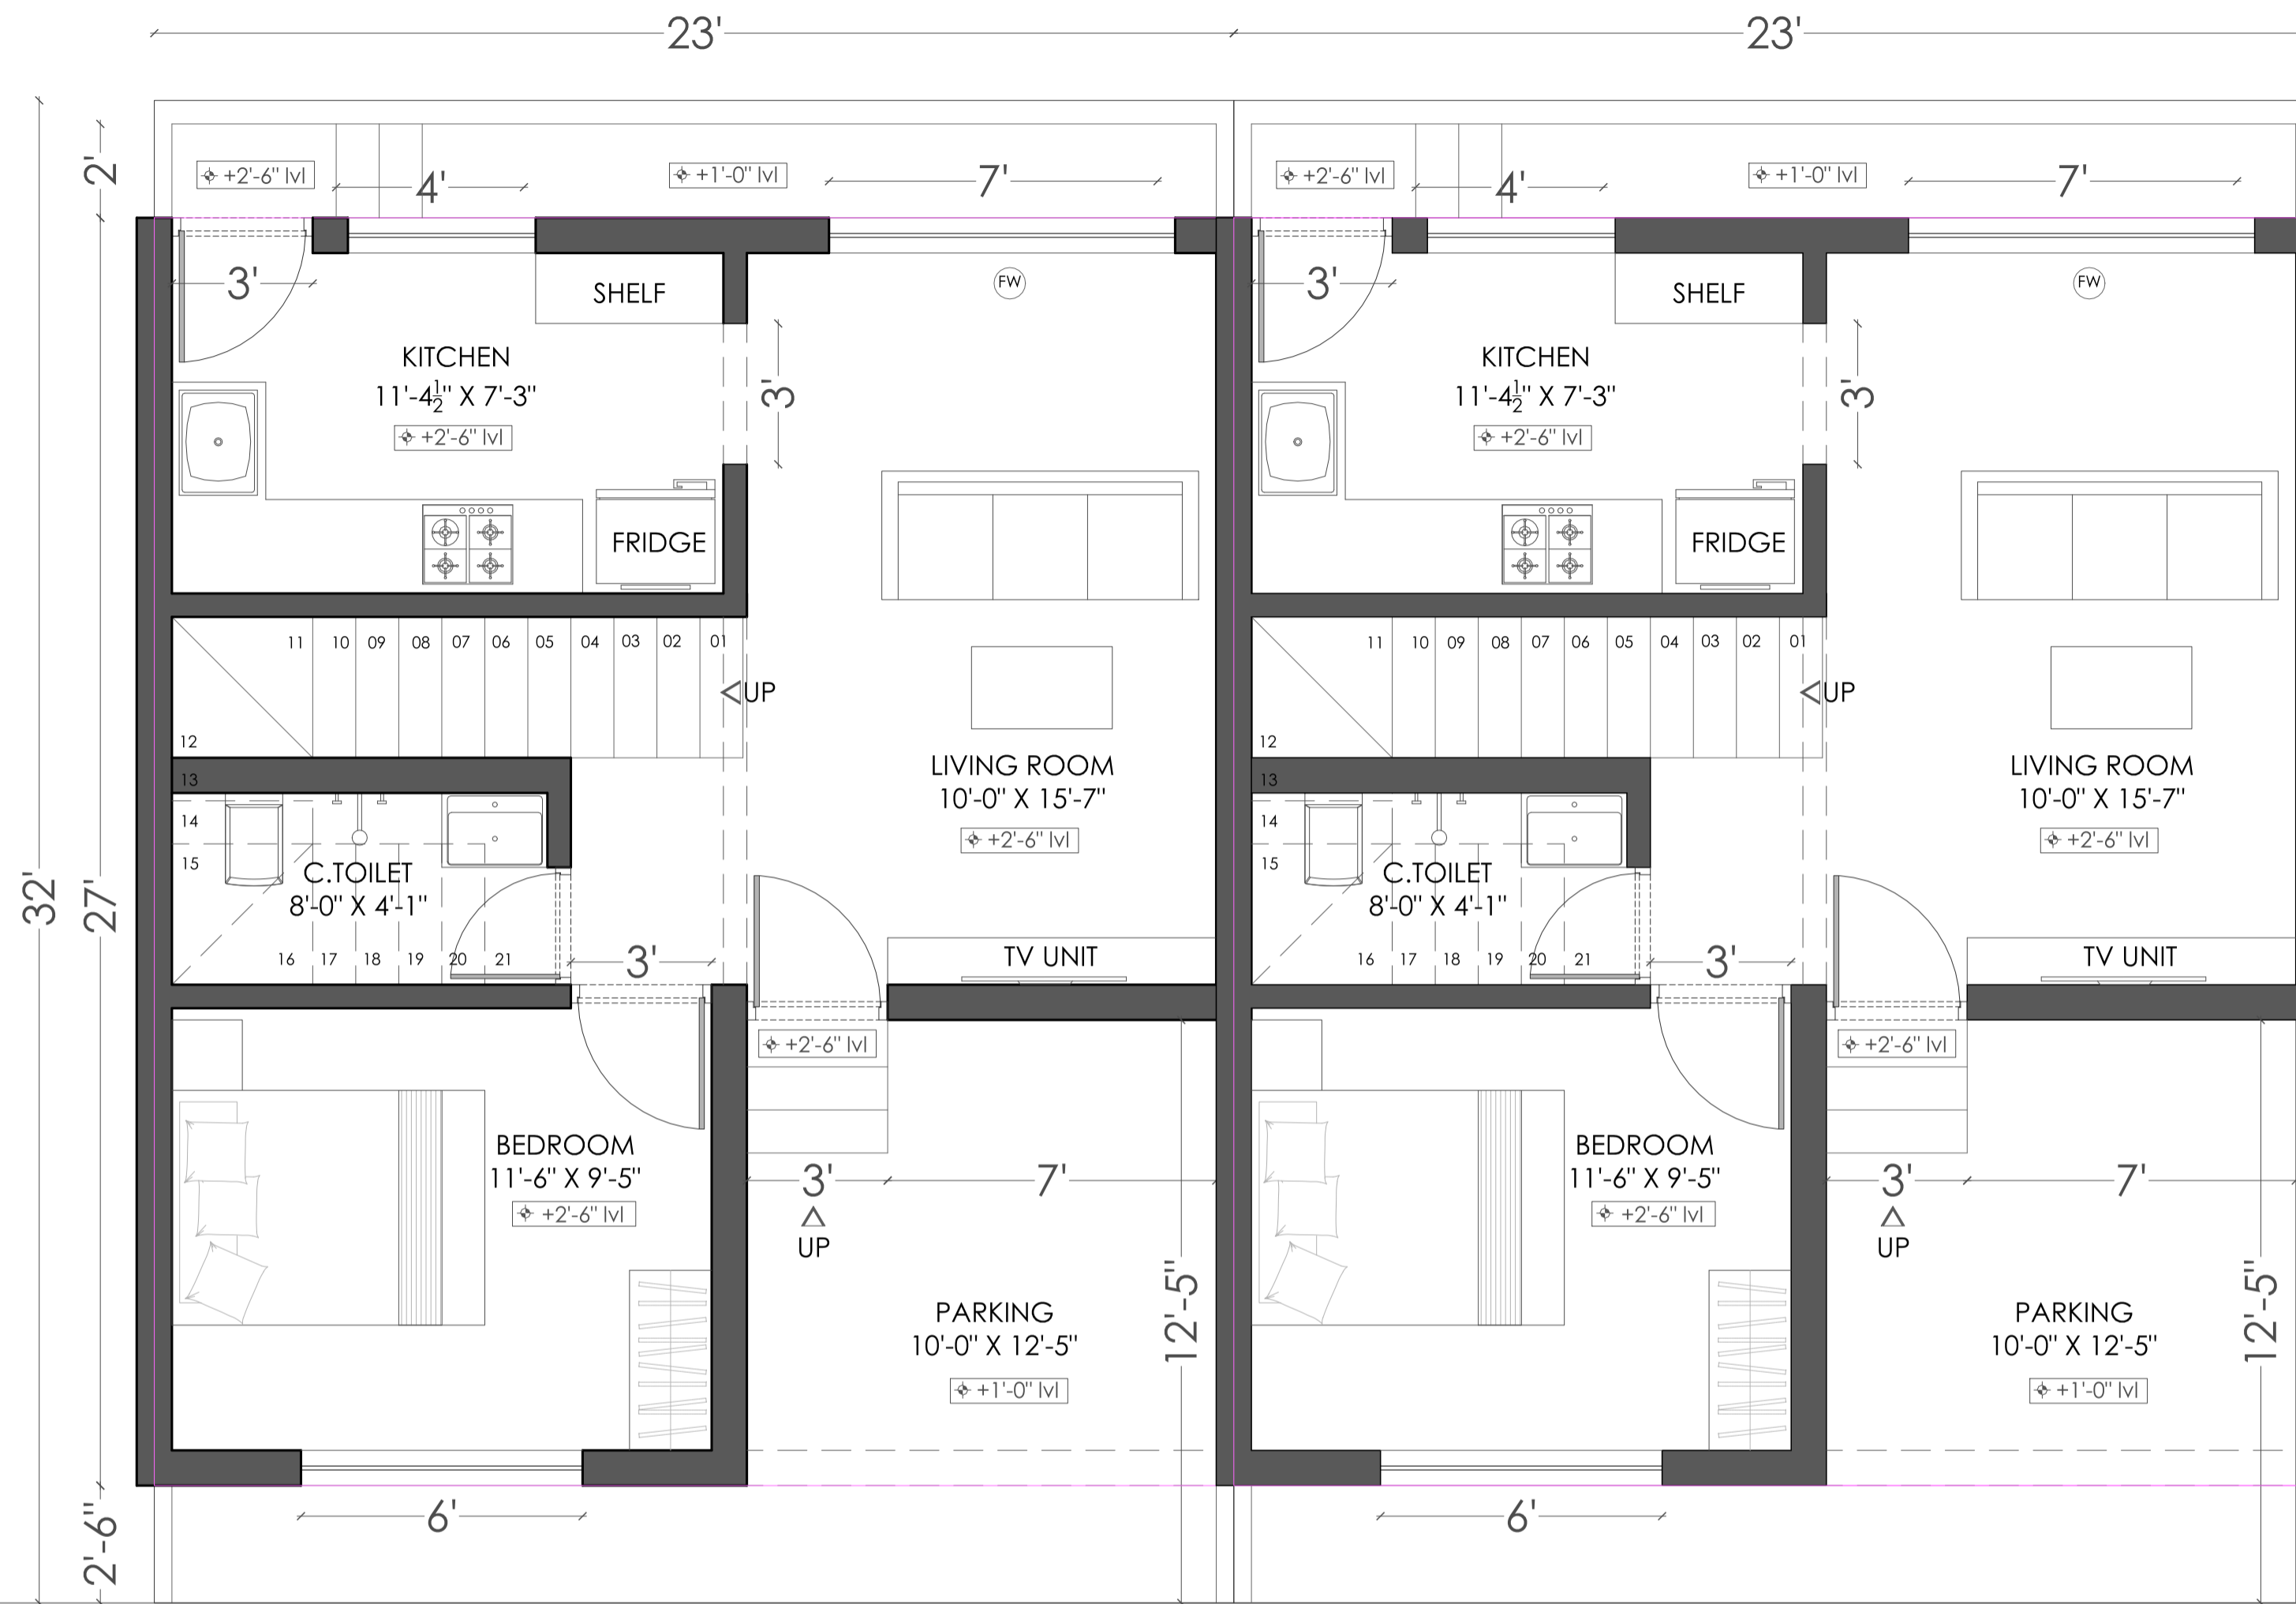 23'
23'
2'
+2'-6" lvl
4'
+1'-0" lvl
7'
+2'-6" lvl
4'
+1'-0" lvl
7'
3'
SHELF
FW
3'
SHELF
FW
KITCHEN
11'-4½" X 7'-3"
+2'-6" lvl
3'
KITCHEN
11'-4½" X 7'-3"
+2'-6" lvl
3'
FRIDGE
FRIDGE
11 10 09 08 07 06 05 04 03 02 01
11 10 09 08 07 06 05 04 03 02 01
UP
UP
12
12
LIVING ROOM
10'-0" X 15'-7"
+2'-6" lvl
LIVING ROOM
10'-0" X 15'-7"
+2'-6" lvl
13
14
15
13
14
15
32'
27'
C.TOILET
8'-0" X 4'-1"
C.TOILET
8'-0" X 4'-1"
16 17 18 19 20 21
3'
TV UNIT
16 17 18 19 20 21
3'
TV UNIT
+2'-6" lvl
+2'-6" lvl
BEDROOM
11'-6" X 9'-5"
+2'-6" lvl
3'
7'
UP
BEDROOM
11'-6" X 9'-5"
+2'-6" lvl
3'
7'
UP
PARKING
10'-0" X 12'-5"
+1'-0" lvl
12'-5"
PARKING
10'-0" X 12'-5"
+1'-0" lvl
12'-5"
2'-6"
6'
6'